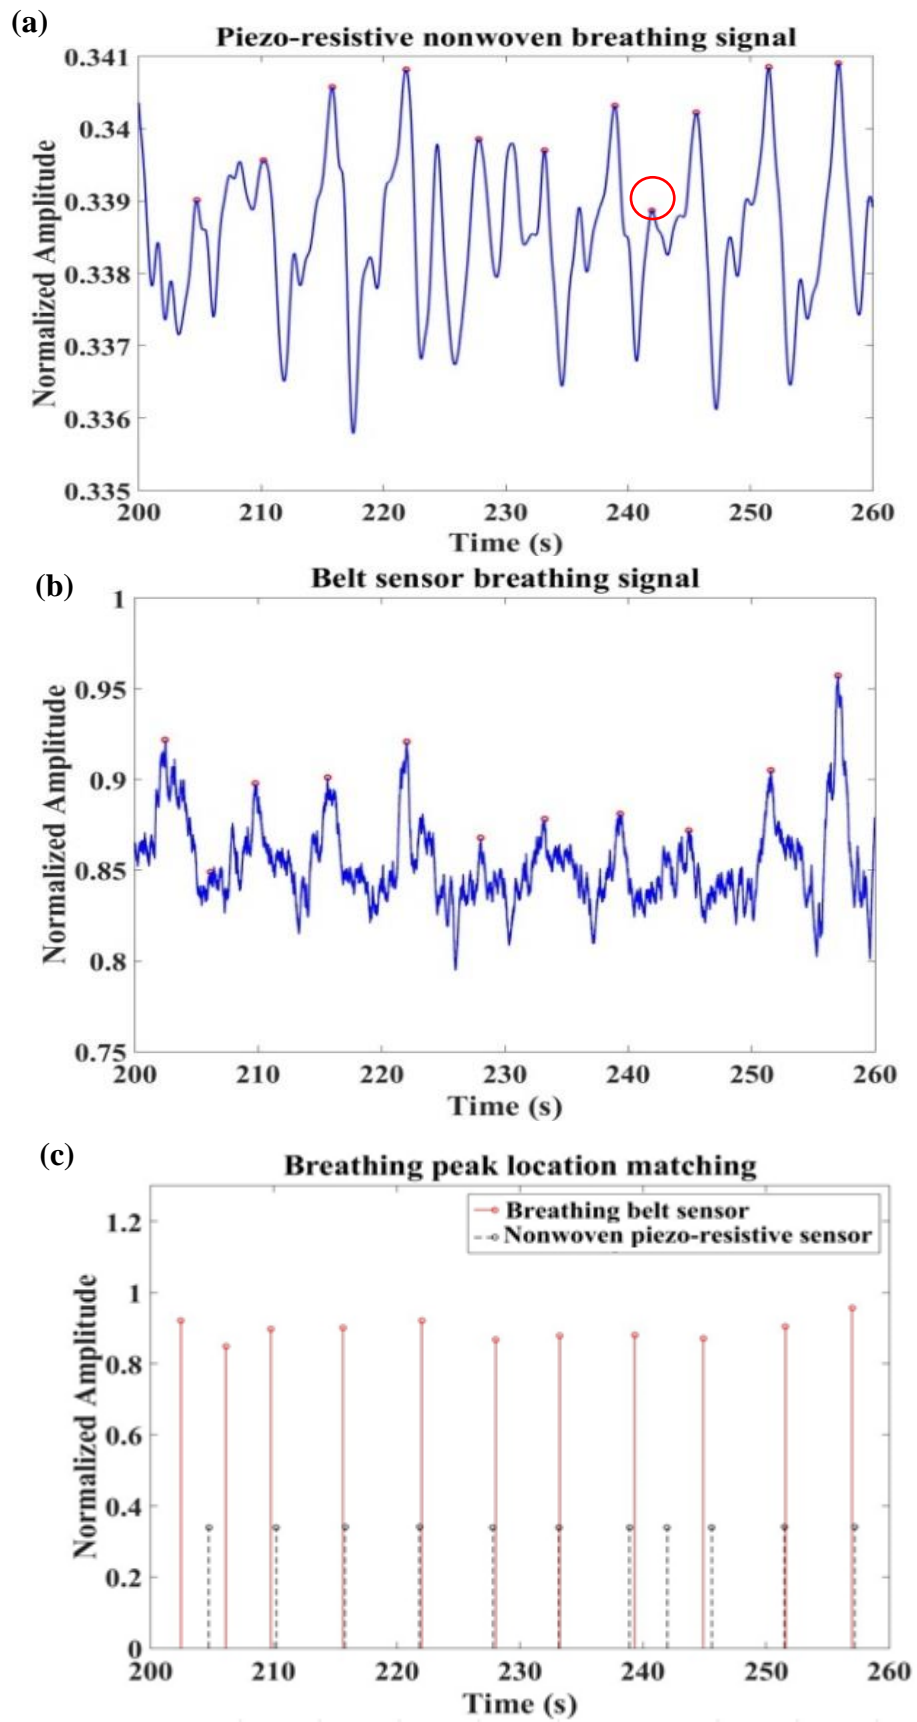 (a)
Piezo-resistive nonwoven breathing signal
0.341
0.34
0.339
0.338
0.337
0.336
0.335
Normalized Amplitude
200 210 220 230 240 250 260
Time (s)
(b)
Belt sensor breathing signal
1
0.95
0.9
0.85
0.8
0.75
Normalized Amplitude
200 210 220 230 240 250 260
Time (s)
(c)
Breathing peak location matching
Breathing belt sensor
Nonwoven piezo-resistive sensor
1.2
1
0.8
0.6
0.4
0.2
0
Normalized Amplitude
200 210 220 230 240 250 260
Time (s)